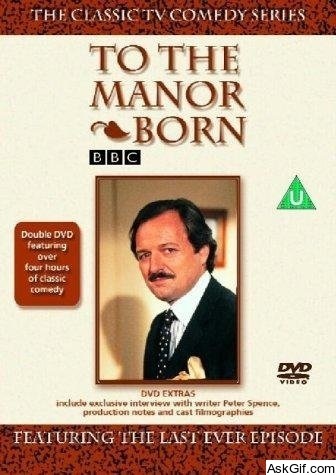 THE CLASSIC TV COMEDY SERIES
TO THE
MANOR
BORN
BBC
U
Double DVD
featuring
over
four hours
of classic
comedy
DVD
VIDEO
DVD EXTRAS
include exclusive interview with writer Peter Spence,
production notes and cast filmographies
FEATURING THE LAST EVER EPISODE
AskGif.com